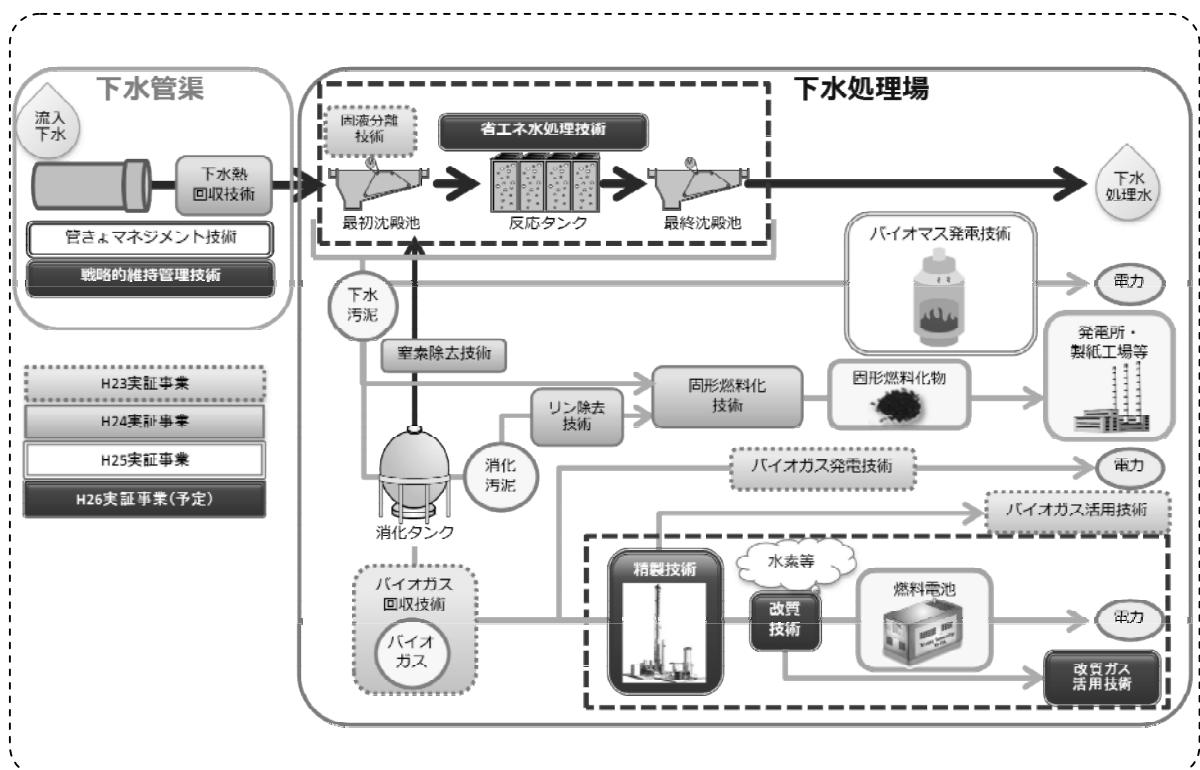 下水管渠
流入
下水
下水熱
回収技術
管きょマネジメント技術
戦略的維持管理技術
H23実証事業
H24実証事業
H25実証事業
H26実証事業(予定)
下水処理場
固液分離
技術
省エネ水処理技術
最初沈殿池
反応タンク
最終沈殿池
下水
処理水
バイオマス発電技術
電力
下水
汚泥
窒素除去技術
発電所・
製紙工場等
固形燃料化
技術
固形燃料化物
リン除去
技術
消化
汚泥
消化タンク
バイオガス発電技術
電力
バイオガス活用技術
バイオガス
回収技術
バイオ
ガス
精製技術
水素等
改質
技術
燃料電池
電力
改質ガス
活用技術